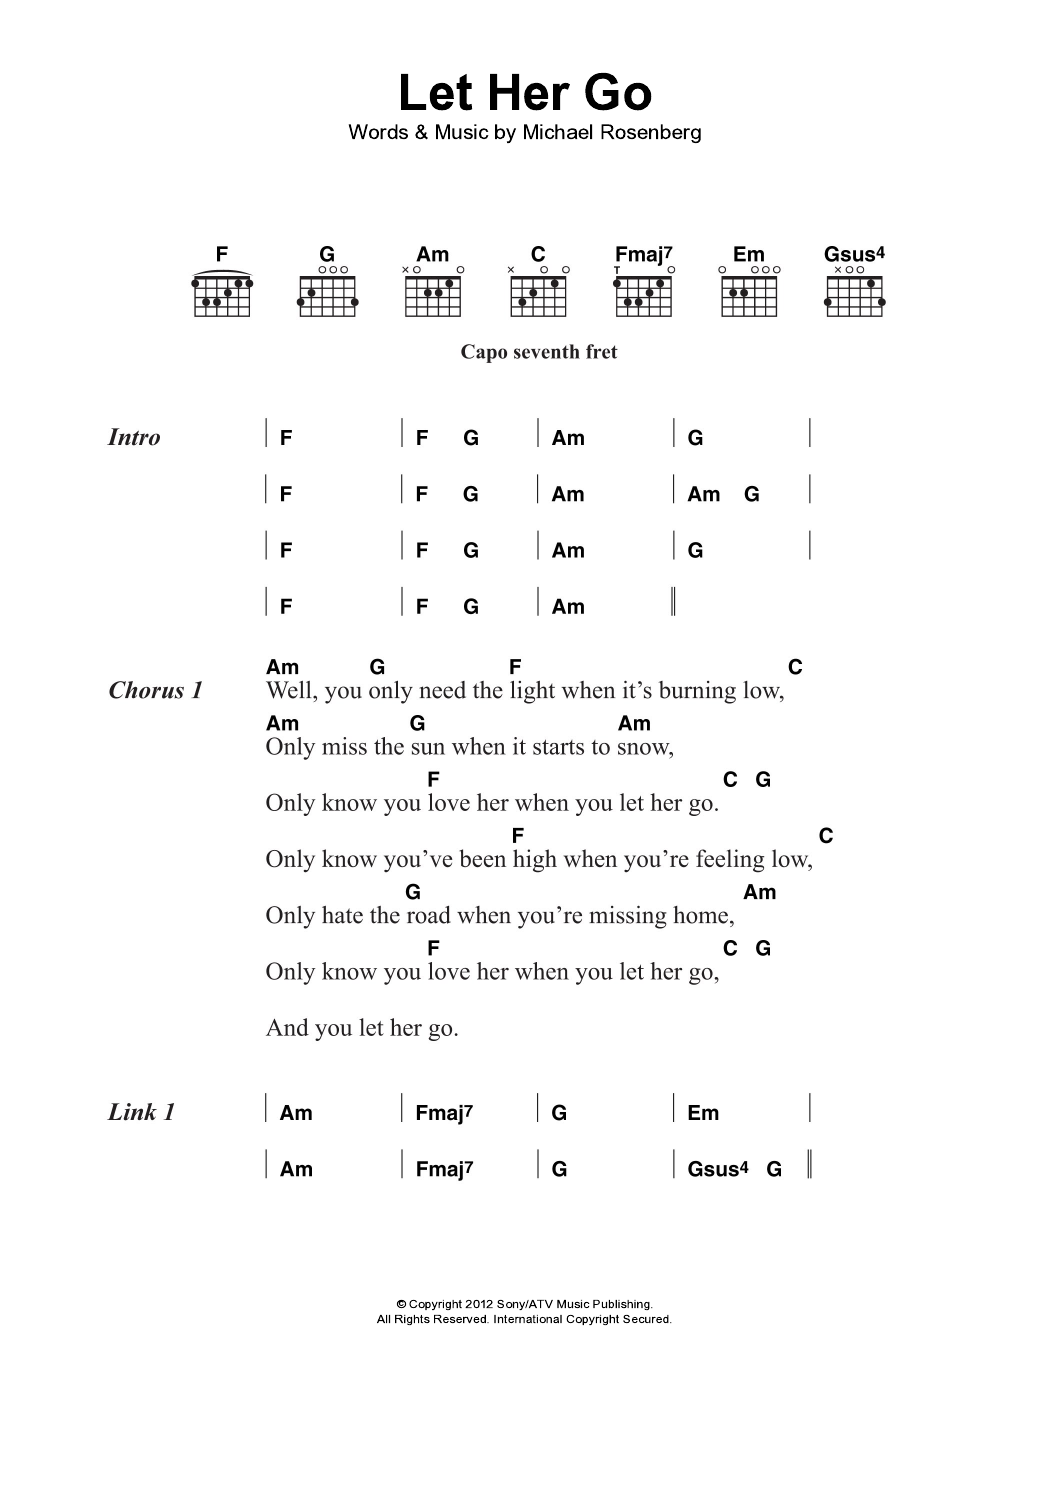 Let Her Go
Words & Music by Michael Rosenberg
F G Am C Fmaj7 Em Gsus4
Capo seventh fret
Intro | F | F G | Am | G |
| F | F G | Am | Am G |
| F | F G | Am | G |
| F | F G | Am ||
Am G F C
Chorus 1 Well, you only need the light when it's burning low,
Am G Am
Only miss the sun when it starts to snow,
F C G
Only know you love her when you let her go.
F C
Only know you've been high when you're feeling low,
G Am
Only hate the road when you're missing home,
F C G
Only know you love her when you let her go,
And you let her go.
Link 1 | Am | Fmaj7 | G | Em |
| Am | Fmaj7 | G | Gsus4 G ||
© Copyright 2012 Sony/ATV Music Publishing.
All Rights Reserved. International Copyright Secured.